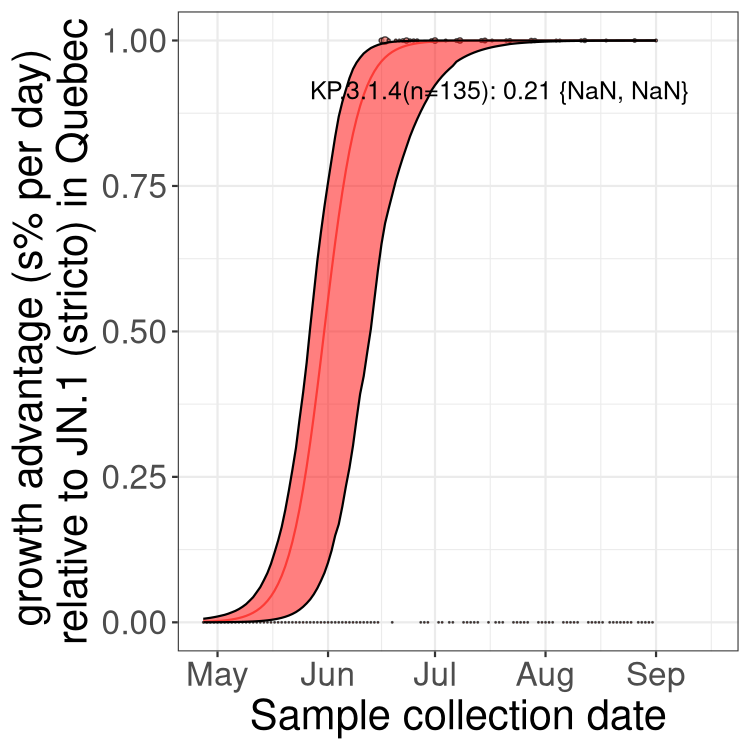 growth advantage (s% per day)
relative to JN.1 (stricto) in Quebec
1.00
0.75
0.50
0.25
0.00
KP.3.1.4(n=135): 0.21 {NaN, NaN}
May Jun Jul Aug Sep
Sample collection date